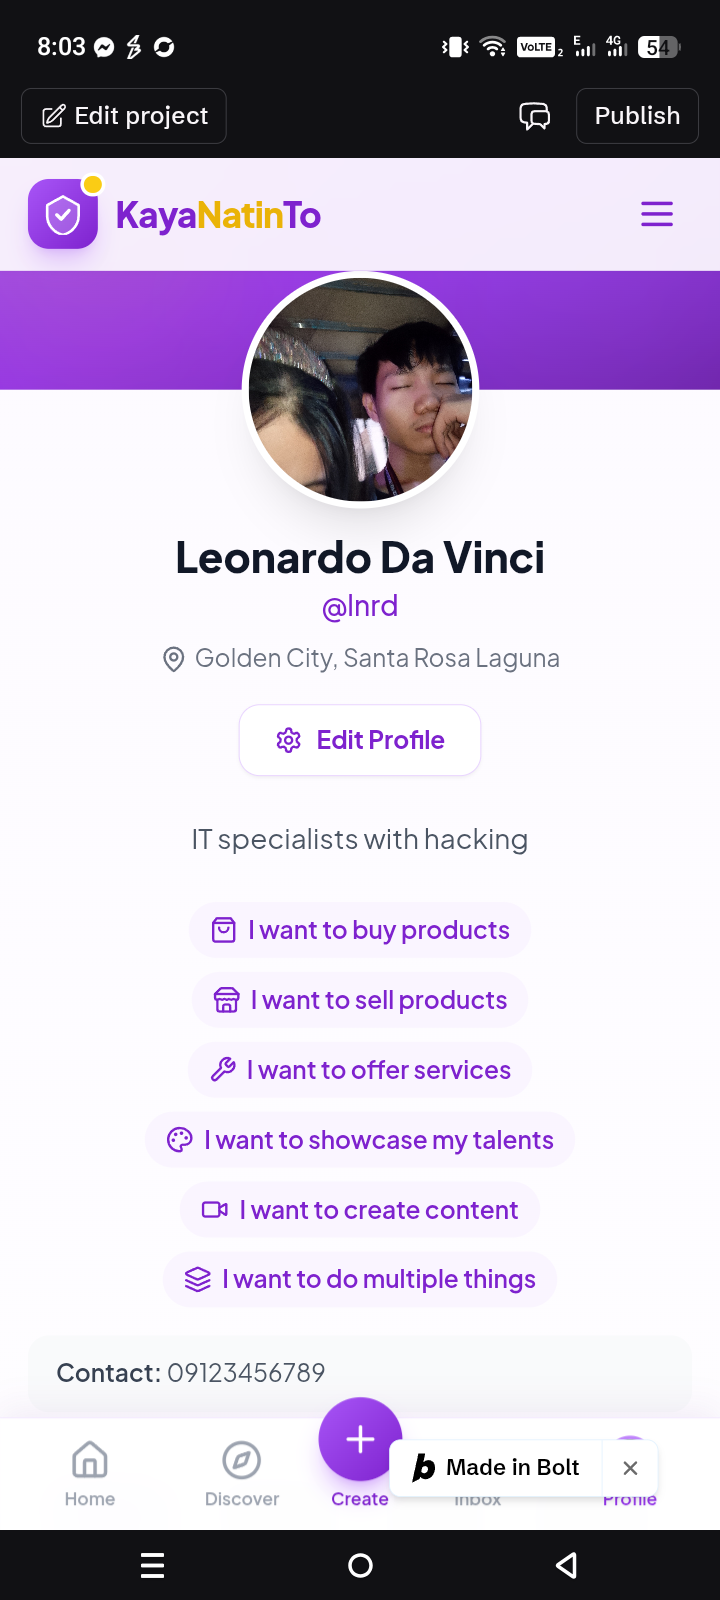 8:03
VoLTE 2 E 4G 54
Edit project
Publish
KayaNatinTo
Leonardo Da Vinci
@lnrd
Golden City, Santa Rosa Laguna
Edit Profile
IT specialists with hacking
I want to buy products
I want to sell products
I want to offer services
I want to showcase my talents
I want to create content
I want to do multiple things
Contact: 09123456789
b Made in Bolt
Home Discover Create Inbox Profile